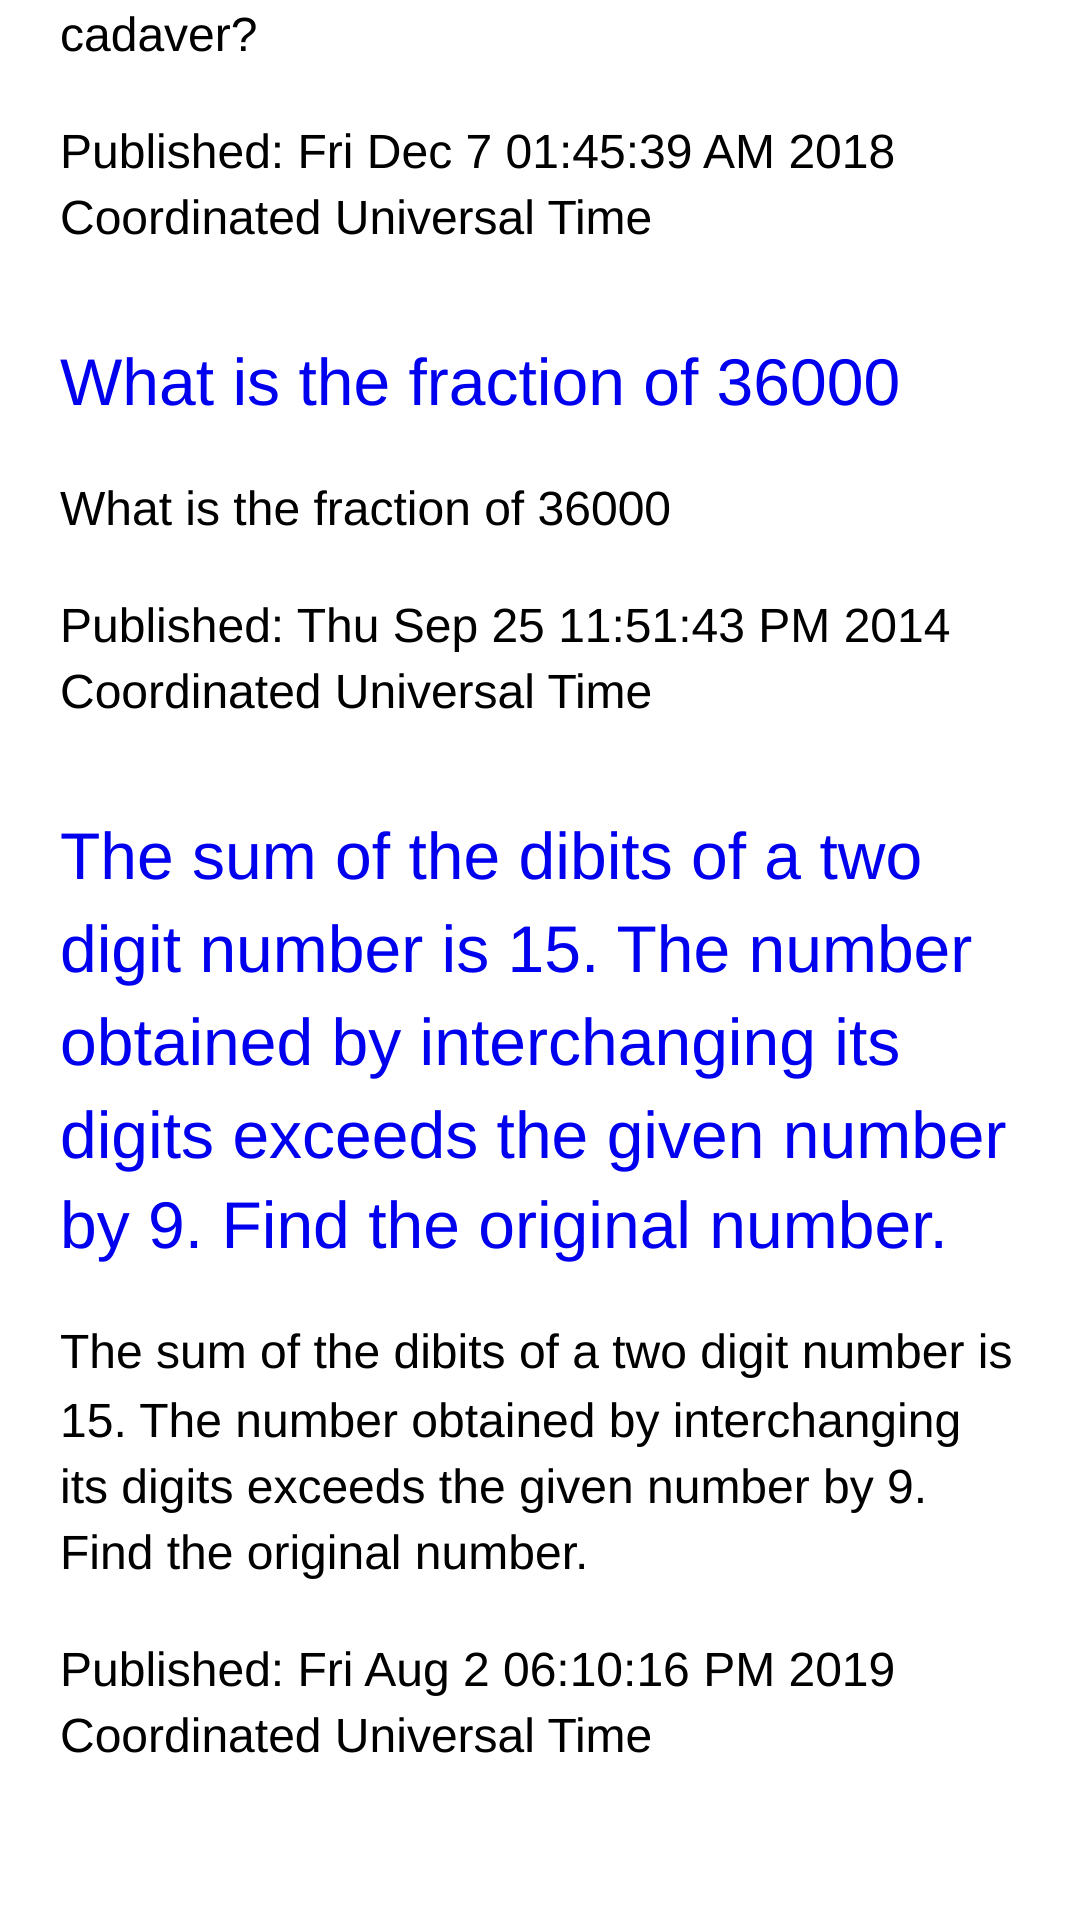 cadaver?
Published: Fri Dec 7 01:45:39 AM 2018
Coordinated Universal Time
What is the fraction of 36000
What is the fraction of 36000
Published: Thu Sep 25 11:51:43 PM 2014
Coordinated Universal Time
The sum of the dibits of a two
digit number is 15. The number
obtained by interchanging its
digits exceeds the given number
by 9. Find the original number.
The sum of the dibits of a two digit number is
15. The number obtained by interchanging
its digits exceeds the given number by 9.
Find the original number.
Published: Fri Aug 2 06:10:16 PM 2019
Coordinated Universal Time